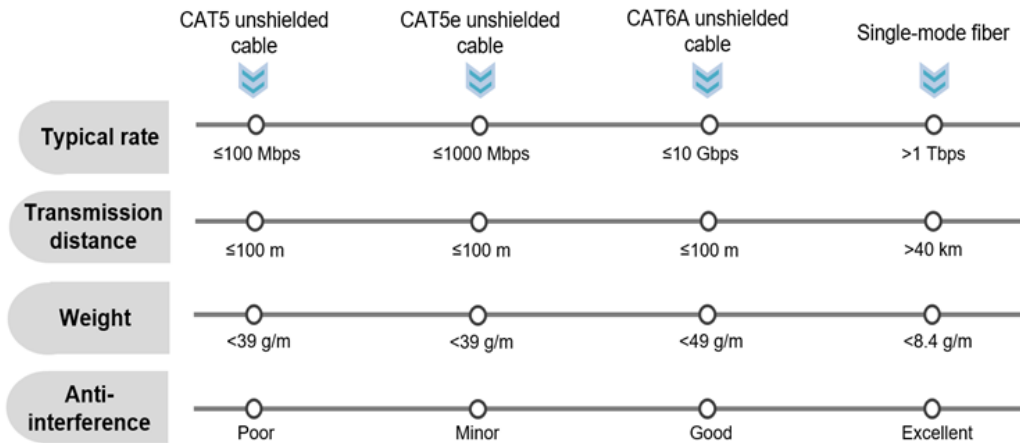 CAT5 unshielded
cable
CAT5e unshielded
cable
CAT6A unshielded
cable
Single-mode fiber
Typical rate
≤100 Mbps
≤1000 Mbps
≤10 Gbps
>1 Tbps
Transmission
distance
≤100 m
≤100 m
≤100 m
>40 km
Weight
<39 g/m
<39 g/m
<49 g/m
<8.4 g/m
Anti-
interference
Poor
Minor
Good
Excellent